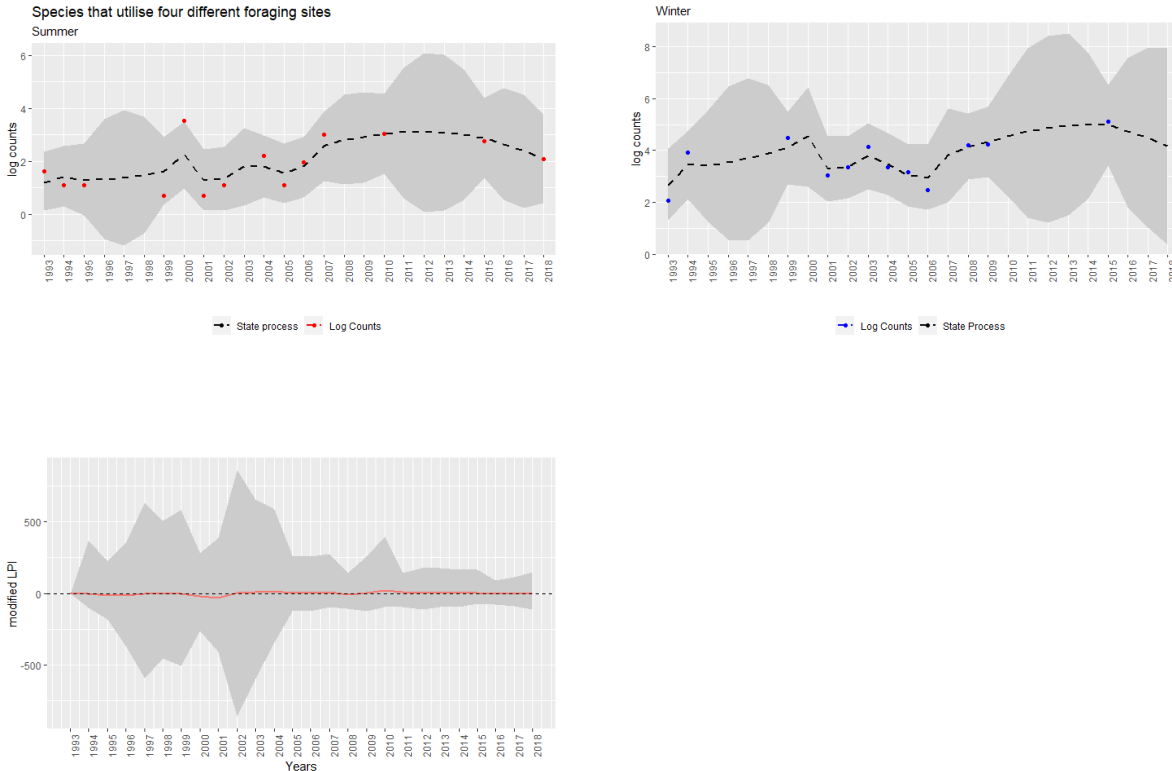 Species that utilise four different foraging sites
Summer
log counts
6
4
2
0
1993 1994 1995 1996 1997 1998 1999 2000 2001 2002 2003 2004 2005 2006 2007 2008 2009 2010 2011 2012 2013 2014 2015 2016 2017 2018
State process Log Counts
Winter
log counts
8
6
4
2
0
1993 1994 1995 1996 1997 1998 1999 2000 2001 2002 2003 2004 2005 2006 2007 2008 2009 2010 2011 2012 2013 2014 2015 2016 2017 2018
Log Counts State Process
modified LPI
500
0
-500
1993 1994 1995 1996 1997 1998 1999 2000 2001 2002 2003 2004 2005 2006 2007 2008 2009 2010 2011 2012 2013 2014 2015 2016 2017 2018
Years